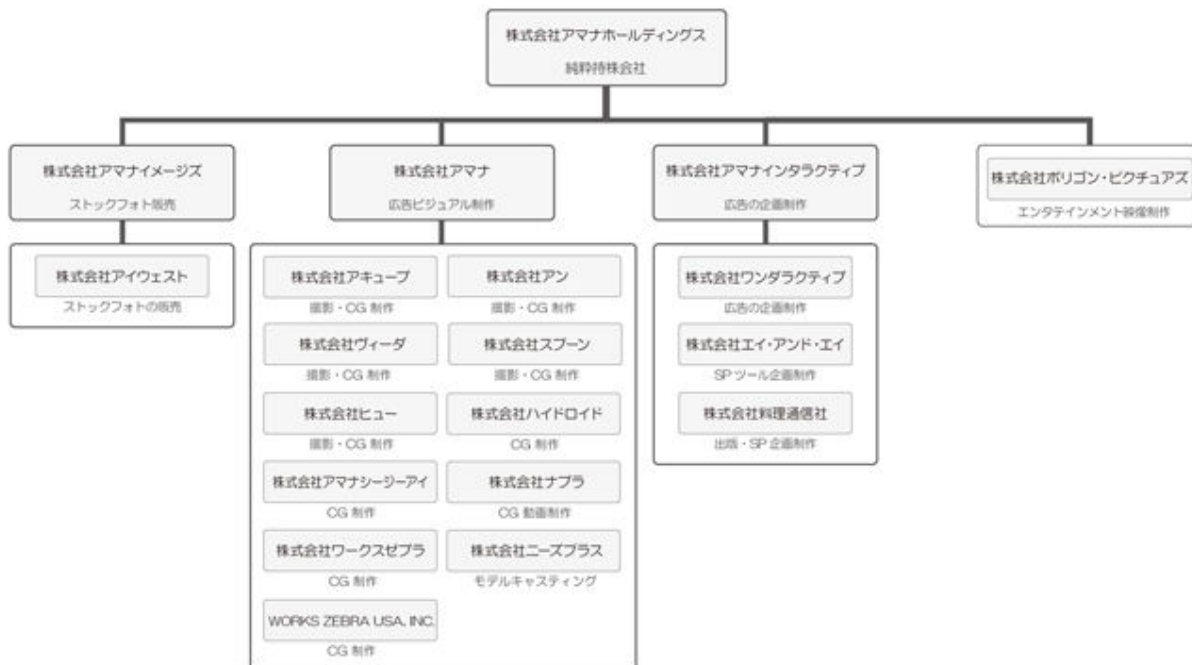 株式会社アマナホールディングス
純粋持株会社
株式会社アマナイメージズ
ストックフォト販売
株式会社アイウェスト
ストックフォトの販売
株式会社アマナ
広告ビジュアル制作
株式会社アキューブ
撮影・CG 制作
株式会社アン
撮影・CG 制作
株式会社ヴィーダ
撮影・CG 制作
株式会社スプーン
撮影・CG 制作
株式会社ヒュー
撮影・CG 制作
株式会社ハイドロイド
CG 制作
株式会社アマナシージーアイ
CG 制作
株式会社ナブラ
CG 動画制作
株式会社ワークスゼブラ
CG 制作
株式会社ニーズプラス
モデルキャスティング
WORKS ZEBRA USA, INC.
CG 制作
株式会社アマナインタラクティブ
広告の企画制作
株式会社ワンダラクティブ
広告の企画制作
株式会社エイ・アンド・エイ
SP ツール企画制作
株式会社料理通信社
出版・SP 企画制作
株式会社ポリゴン・ピクチュアズ
エンタテインメント映像制作